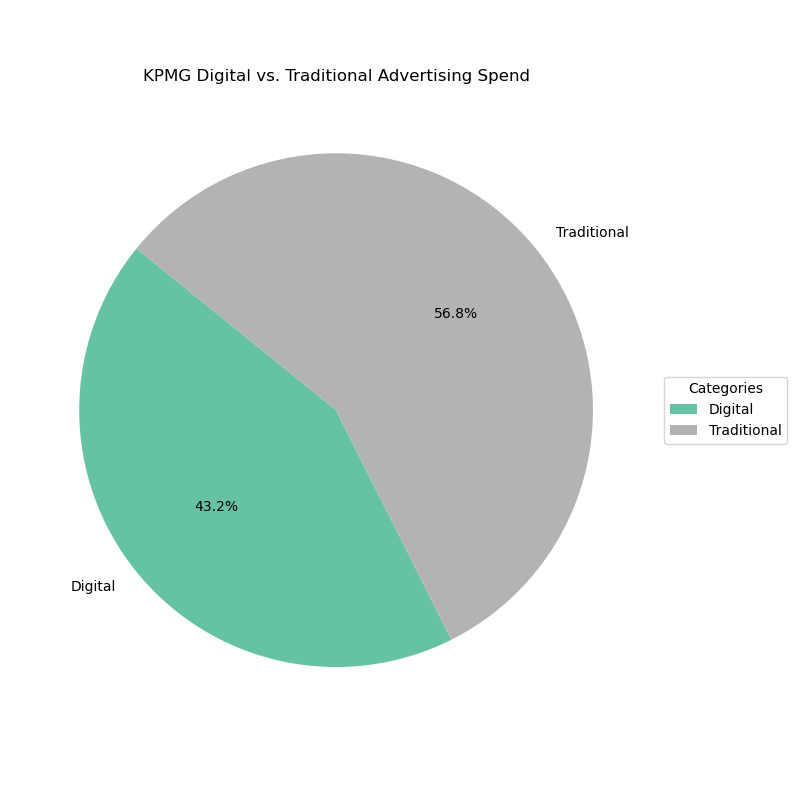 KPMG Digital vs. Traditional Advertising Spend
Traditional
56.8%
Categories
Digital
Traditional
43.2%
Digital